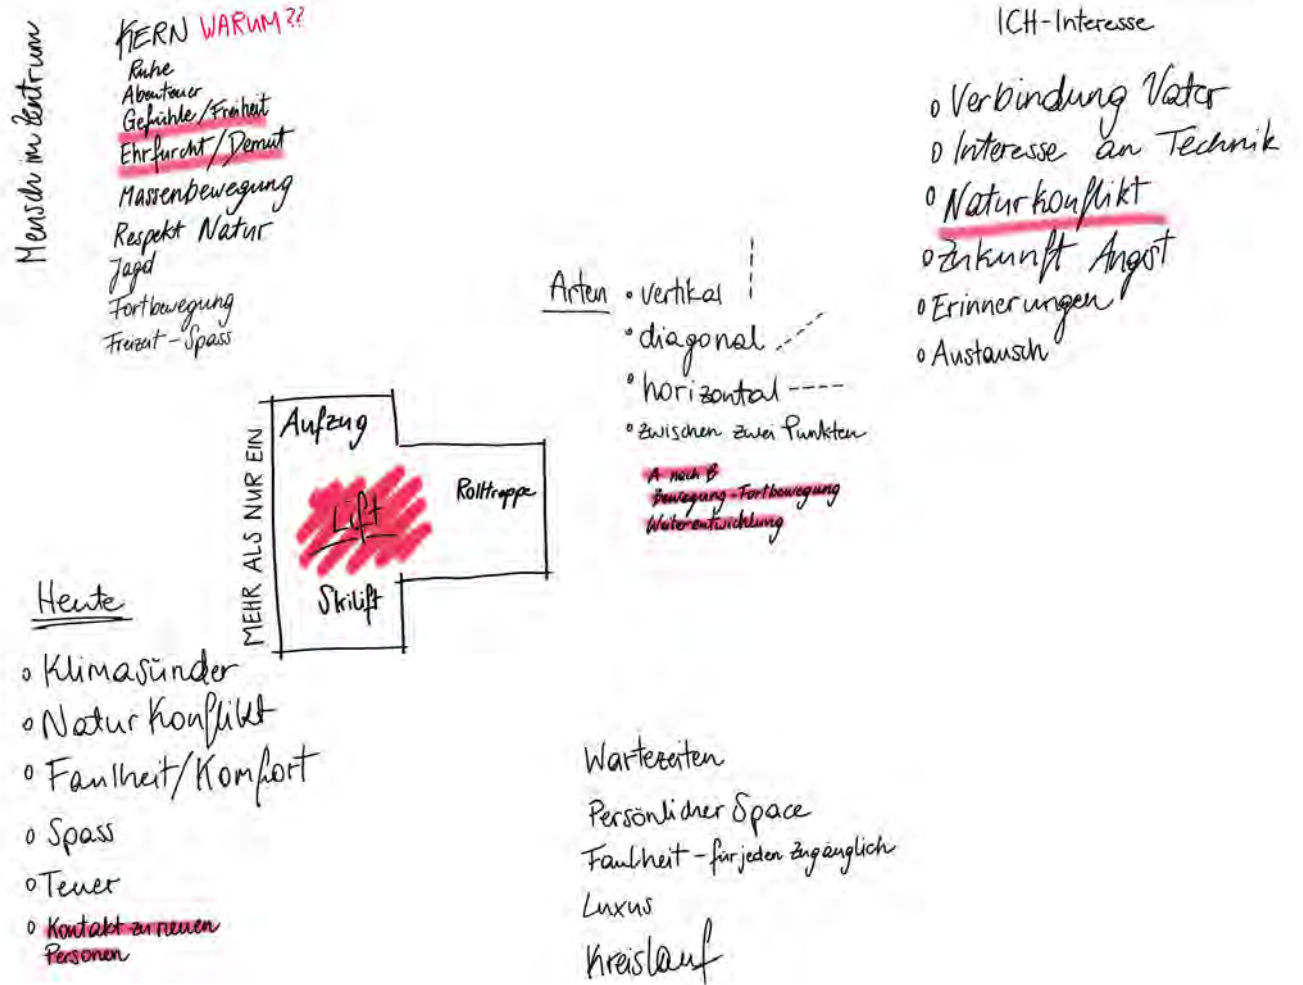 Mensch im Zentrum
KERN WARUM??
Ruhe
Abenteuer
Gefühle/Freiheit
Ehrfurcht/Demut
Massenbewegung
Respekt Natur
Jagd
Fortbewegung
Freizeit-Spass
ICH-Interesse
Verbindung Vater
Interesse an Technik
Naturkonflikt
Zukunft Angst
Erinnerungen
Austausch
Arten
vertikal
diagonal
horizontal
zwischen zwei Punkten
A nach B
Bewegung-Fortbewegung
Weiterentwicklung
MEHR ALS NUR EIN
Aufzug
Lift
Rolltreppe
Skilift
Heute
Klimasünder
Natur Konflikt
Faulheit/Komfort
Spass
Teuer
Kontakt zu neuen
Personen
Wartezeiten
Persönlicher Space
Faulheit - für jeden zugänglich
Luxus
Kreislauf